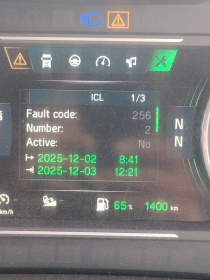 ICL 1/3
Fault code: 256
Number: 2
Active: No
2025-12-02 8:41
2025-12-03 12:21
N
N
km/h
65% 1400 km